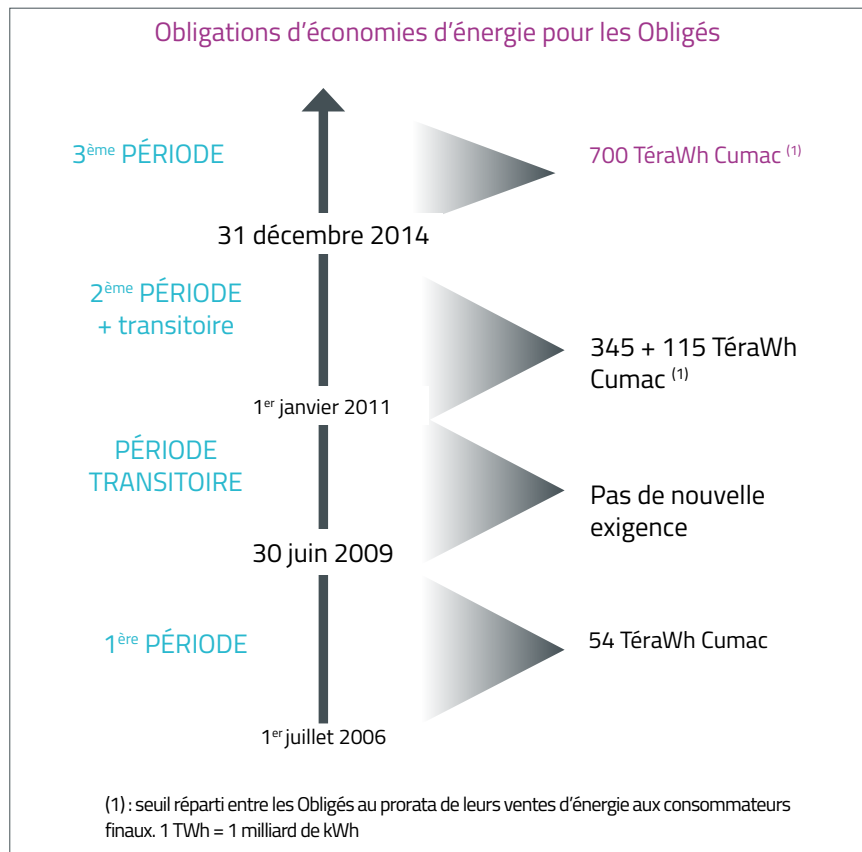 Obligations d'économies d'énergie pour les Obligés
3ème PÉRIODE
700 TéraWh Cumac (1)
31 décembre 2014
2ème PÉRIODE
+ transitoire
345 + 115 TéraWh
Cumac (1)
1er janvier 2011
PÉRIODE
TRANSITOIRE
Pas de nouvelle
exigence
30 juin 2009
1ère PÉRIODE
54 TéraWh Cumac
1er juillet 2006
(1) : seuil réparti entre les Obligés au prorata de leurs ventes d'énergie aux consommateurs
finaux. 1 TWh = 1 milliard de kWh